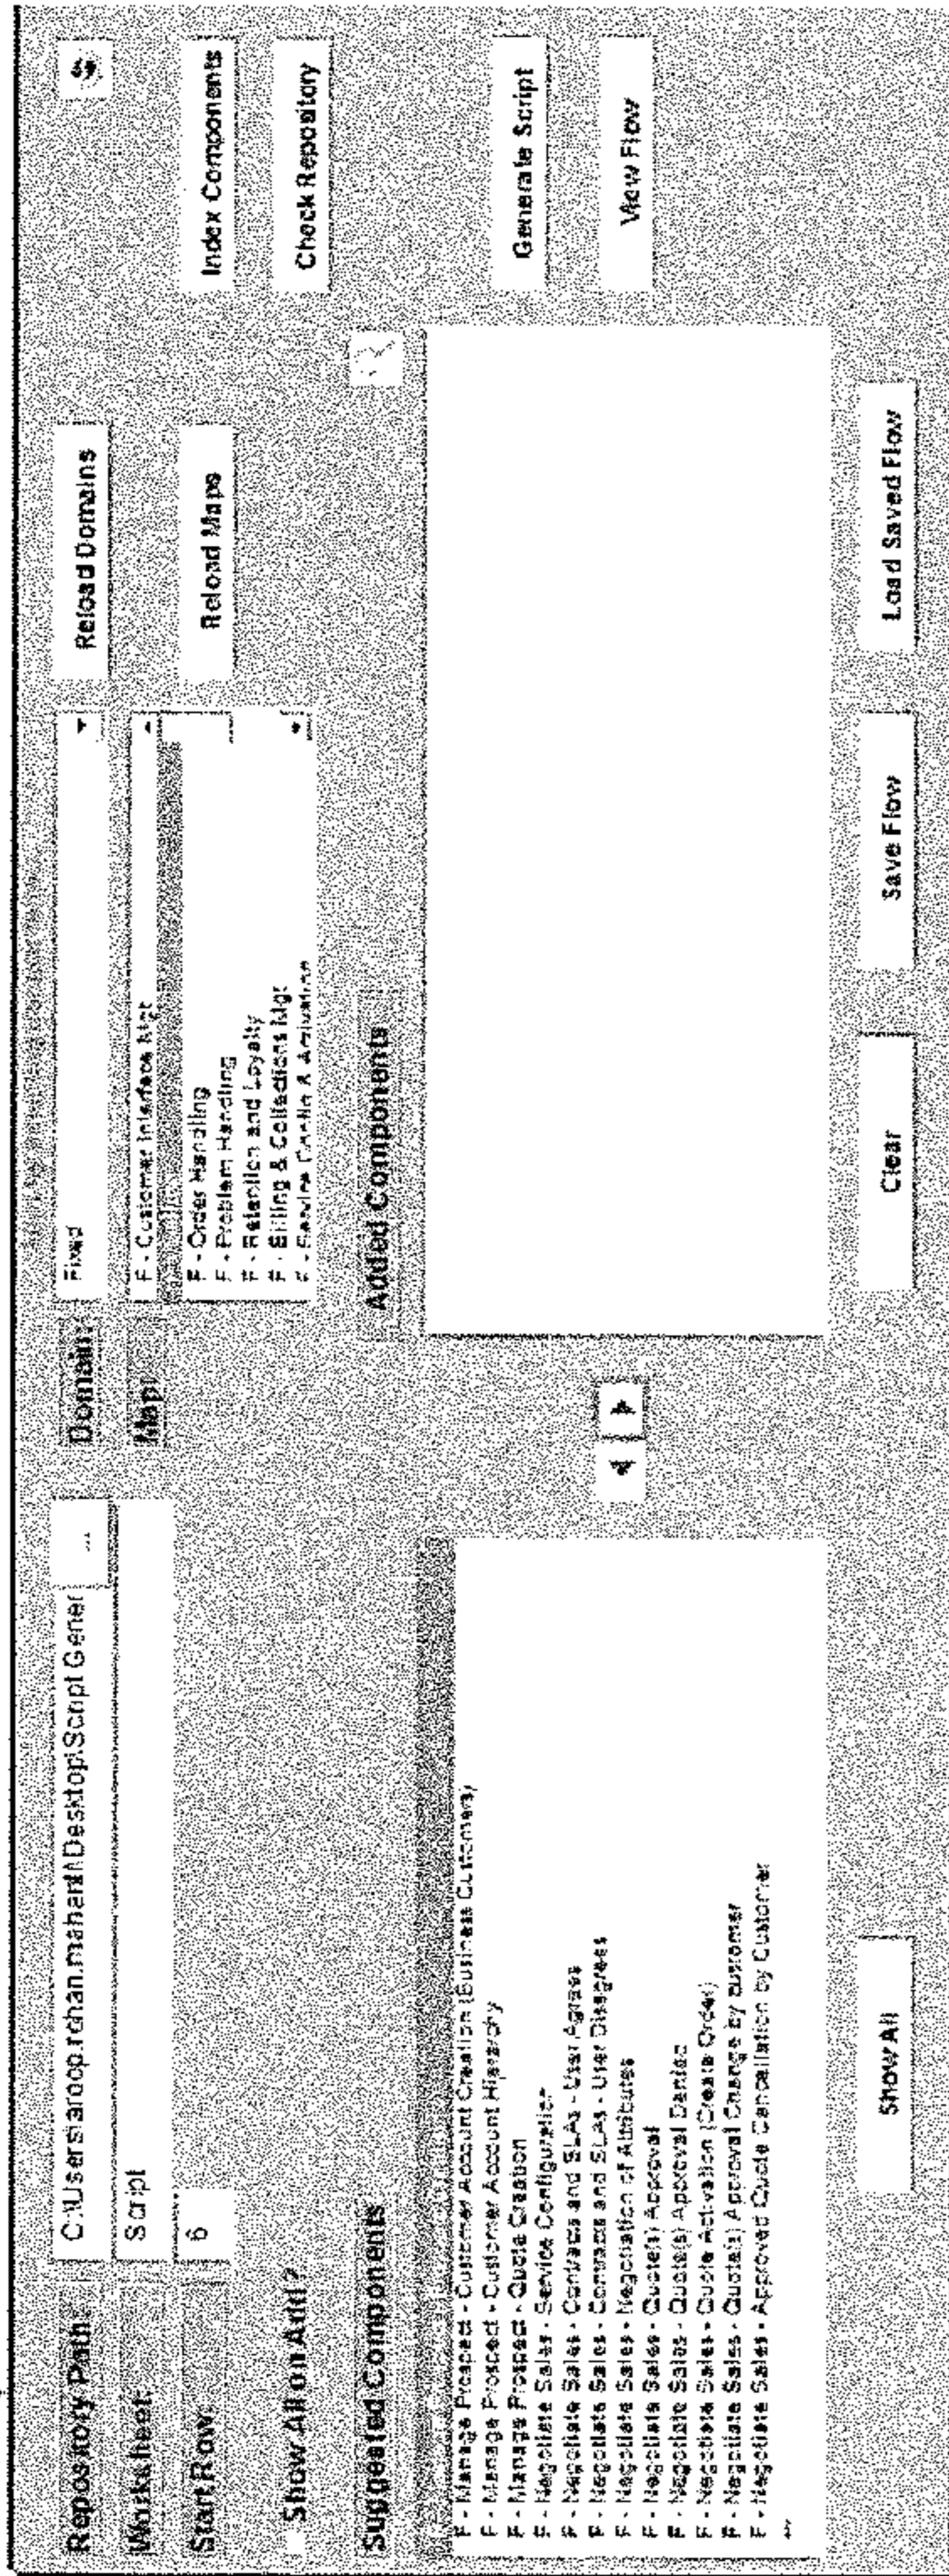 Repository Path: C:\Users\aroop.rohan.mahanti\Desktop\Script Gener ...
Worksheet: Script
Start Row: 6
Show All on Add?
Domain: Fixed
Reload Domains
Map:
F - Customer Interface Mgt
F - Order Handling
F - Problem Handling
F - Retention and Loyalty
F - Billing & Collections Mgt
F - Service Config & Activation
Reload Maps
Index Components
Check Repository
Suggested Components
F - Manage Prospect - Customer Account Creation (Business Customers)
F - Manage Prospect - Customer Account Hierarchy
F - Manage Prospect - Quote Creation
F - Negotiate Sales - Service Configuration
F - Negotiate Sales - Contracts and SLAs - User Agrees
F - Negotiate Sales - Contracts and SLAs - User Disagrees
F - Negotiate Sales - Negotiation of Attributes
F - Negotiate Sales - Quote(s) Approval
F - Negotiate Sales - Quote(s) Approval Denied
F - Negotiate Sales - Quote Activation (Create Order)
F - Negotiate Sales - Quote(s) Approval Change by customer
F - Negotiate Sales - Approved Quote Cancellation by Customer
Added Components
Generate Script
View Flow
Show All
Clear
Save Flow
Load Saved Flow